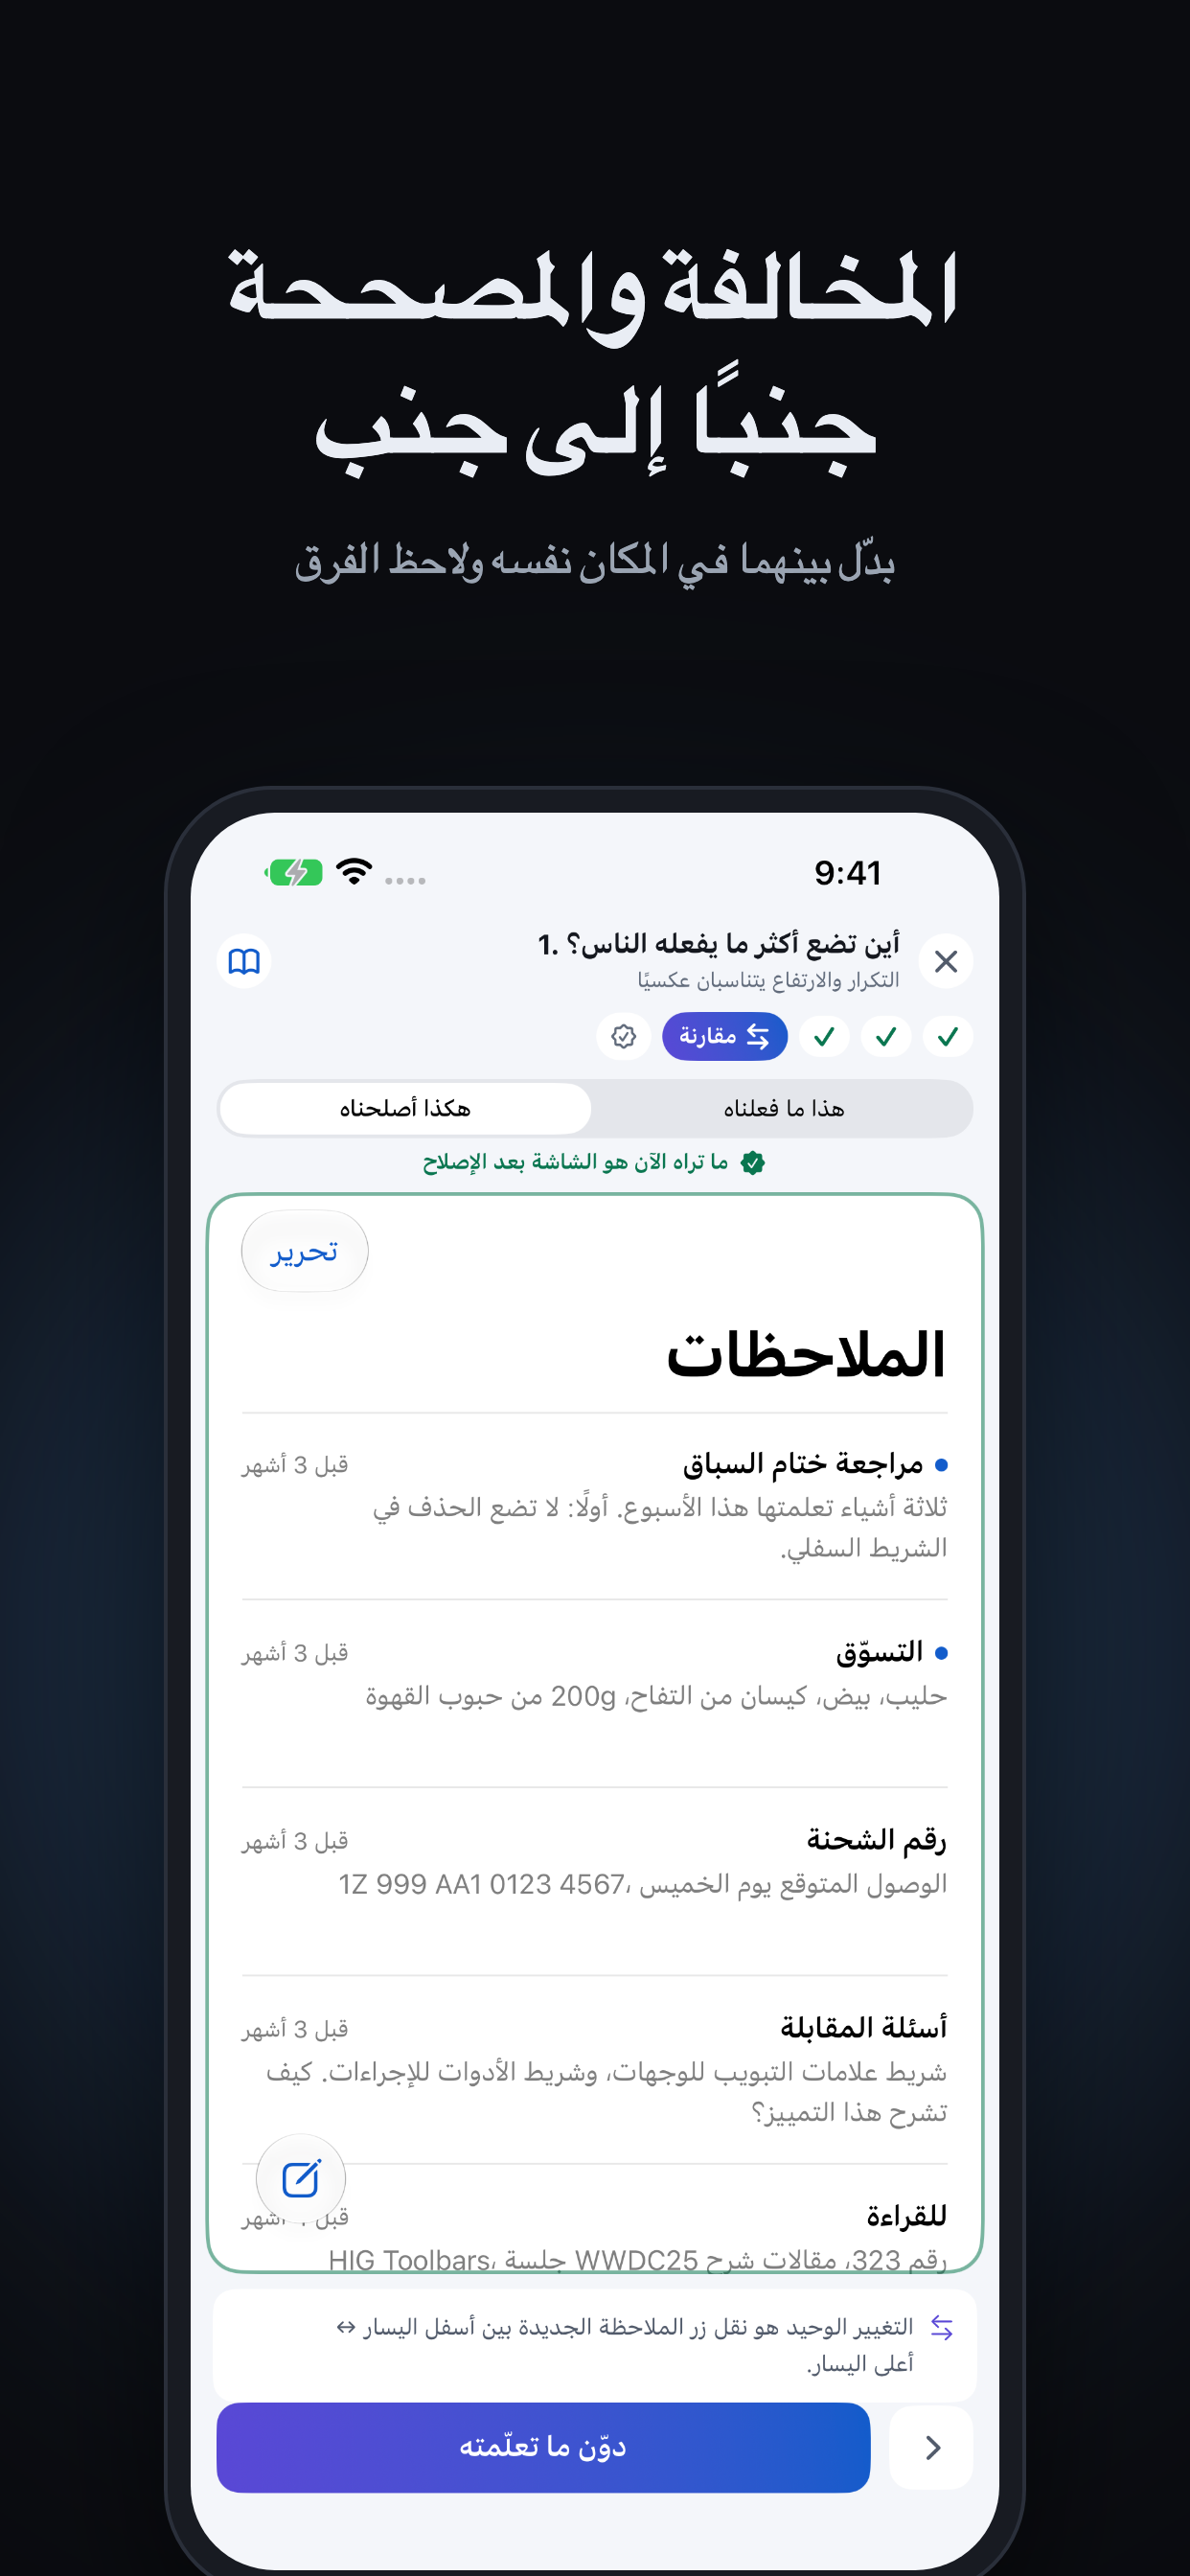 المخالفة والمصححة
جنبًا إلى جنب
بدّل بينهما في المكان نفسه ولاحظ الفرق
9:41
أين تضع أكثر ما يفعله الناس؟ .1
التكرار والارتفاع يتناسبان عكسيًا
مقارنة
هذا ما فعلناه
هكذا أصلحناه
ما تراه الآن هو الشاشة بعد الإصلاح
تحرير
الملاحظات
مراجعة ختام السباق
قبل 3 أشهر
ثلاثة أشياء تعلمتها هذا الأسبوع. أولًا: لا تضع الحذف في
الشريط السفلي.
التسوّق
قبل 3 أشهر
حليب، بيض، كيسان من التفاح، 200g من حبوب القهوة
رقم الشحنة
قبل 3 أشهر
الوصول المتوقع يوم الخميس ،1Z 999 AA1 0123 4567
أسئلة المقابلة
قبل 3 أشهر
شريط علامات التبويب للوجهات، وشريط الأدوات للإجراءات. كيف
تشرح هذا التمييز؟
للقراءة
قبل أشهر
رقم 323، مقالات شرح WWDC25 جلسة ،HIG Toolbars
التغيير الوحيد هو نقل زر الملاحظة الجديدة بين أسفل اليسار ↔
أعلى اليسار.
دوّن ما تعلّمته